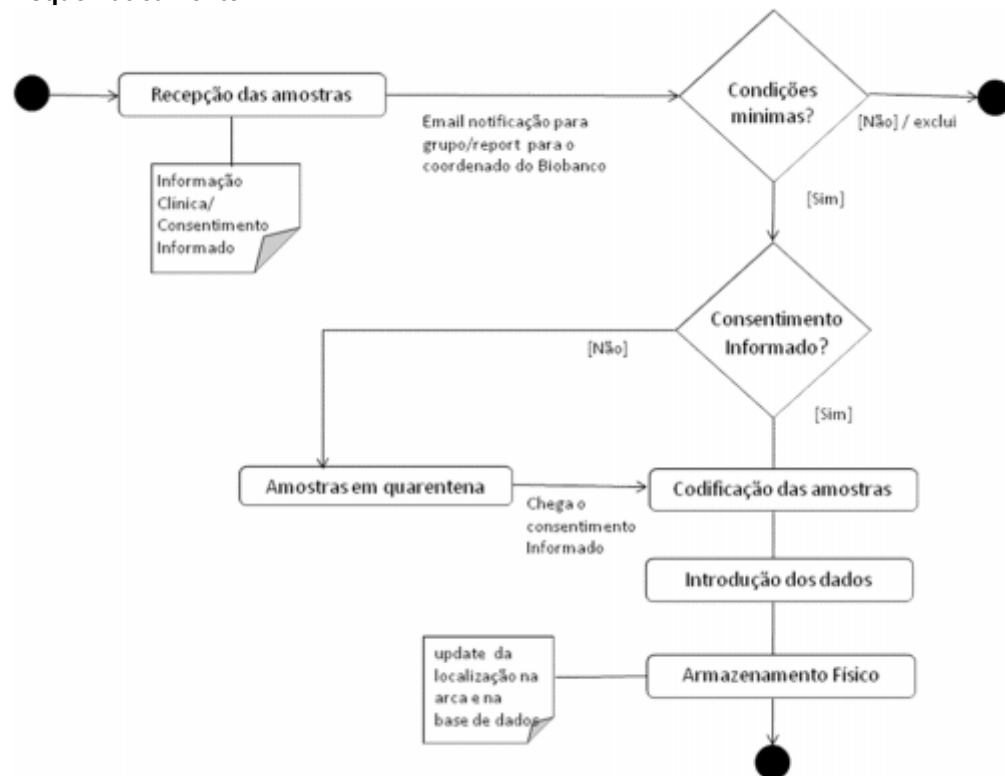 Recepção das amostras
Email notificação para
grupo/report para o
coordenado do Biobanco
Condições
minimas?
[Não] / exclui
Informação
Clínica/
Consentimento
Informado
[Sim]
Consentimento
Informado?
[Não]
[Sim]
Amostras em quarentena
Chega o
consentimento
Informado
Codificação das amostras
Introdução dos dados
update da
localização na
arca e na
base de dados
Armazenamento Físico